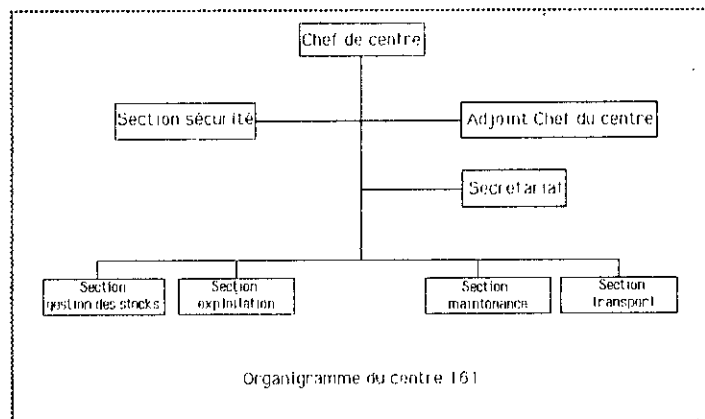 Chef de centre
Section sécurité
Adjoint Chef du centre
Secretariat
Section
gestion des stocks
Section
exploitation
Section
maintenance
Section
transport
Organigramme du centre 161